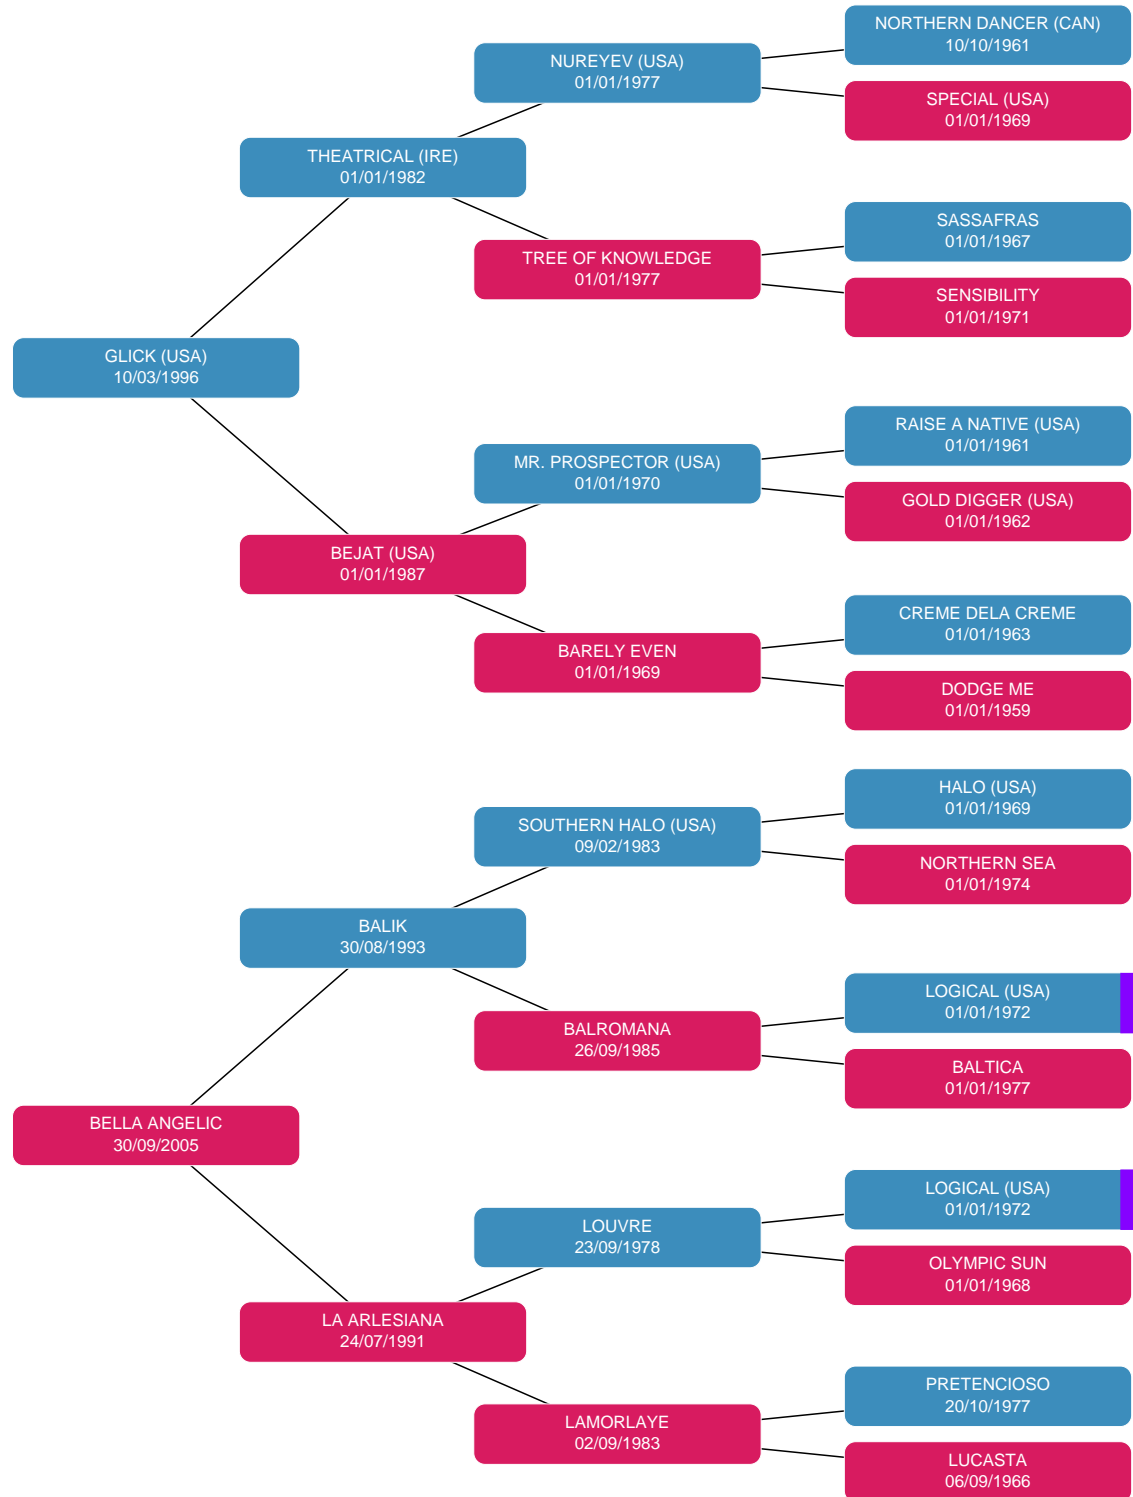 NORTHERN DANCER (CAN)
10/10/1961
NUREYEV (USA)
01/01/1977
SPECIAL (USA)
01/01/1969
THEATRICAL (IRE)
01/01/1982
SASSAFRAS
01/01/1967
TREE OF KNOWLEDGE
01/01/1977
SENSIBILITY
01/01/1971
GLICK (USA)
10/03/1996
RAISE A NATIVE (USA)
01/01/1961
MR. PROSPECTOR (USA)
01/01/1970
GOLD DIGGER (USA)
01/01/1962
BEJAT (USA)
01/01/1987
CREME DELA CREME
01/01/1963
BARELY EVEN
01/01/1969
DODGE ME
01/01/1959
HALO (USA)
01/01/1969
SOUTHERN HALO (USA)
09/02/1983
NORTHERN SEA
01/01/1974
BALIK
30/08/1993
LOGICAL (USA)
01/01/1972
BALROMANA
26/09/1985
BALTICA
01/01/1977
BELLA ANGELIC
30/09/2005
LOGICAL (USA)
01/01/1972
LOUVRE
23/09/1978
OLYMPIC SUN
01/01/1968
LA ARLESIANA
24/07/1991
PRETENCIOSO
20/10/1977
LAMORLAYE
02/09/1983
LUCASTA
06/09/1966